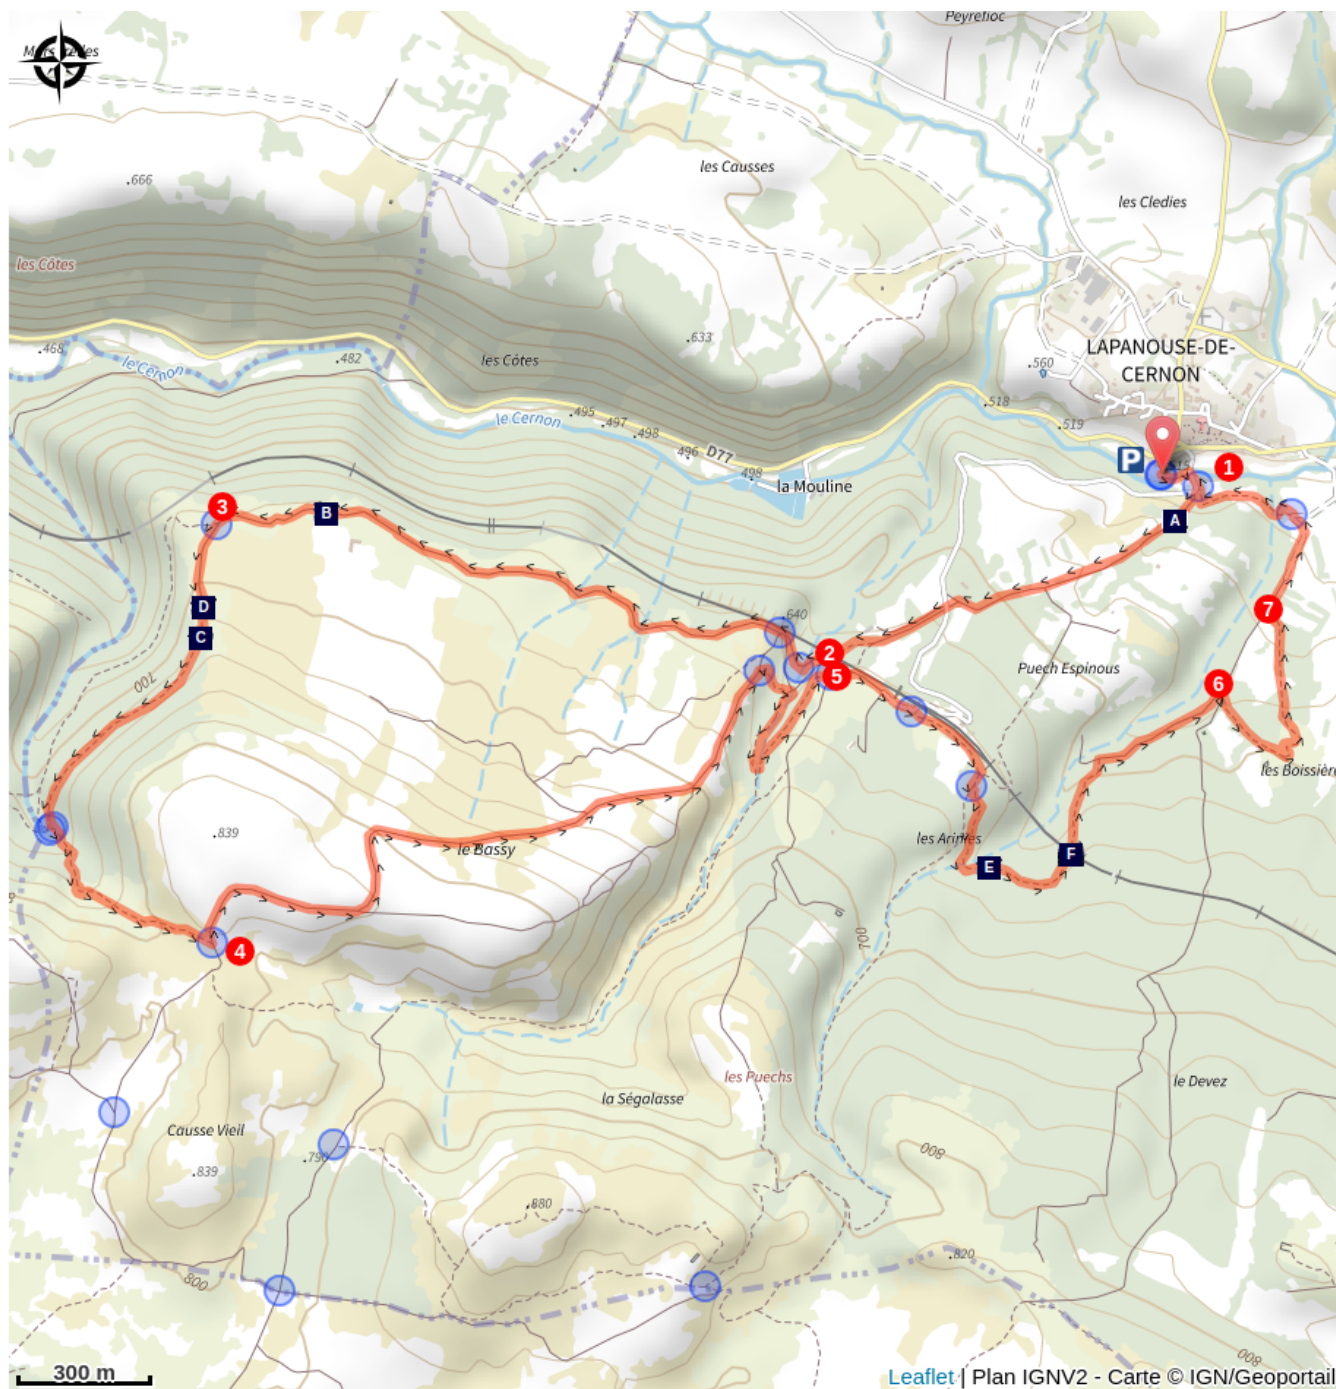 Peyrefioc
.666
les Causses
les Cledies
les Côtes
.633
LAPANOUSE-DE-
CERNON
.468
le Cernon
.482
les Côtes
.560
.518
.519
le Cernon
.495
.497
.498
496
D77
498
la Mouline
P
1
A
3
B
D
C
700
640
2
5
Puech Espinous
6
7
les Boissière
.839
le Bassy
les Arinies
E
F
4
700
les Puechs
la Ségalasse
le Devez
Causse Vieil
.839
.790
.880
800
800
.820
800
300 m
Leaflet | Plan IGNV2 - Carte © IGN/Geoportail